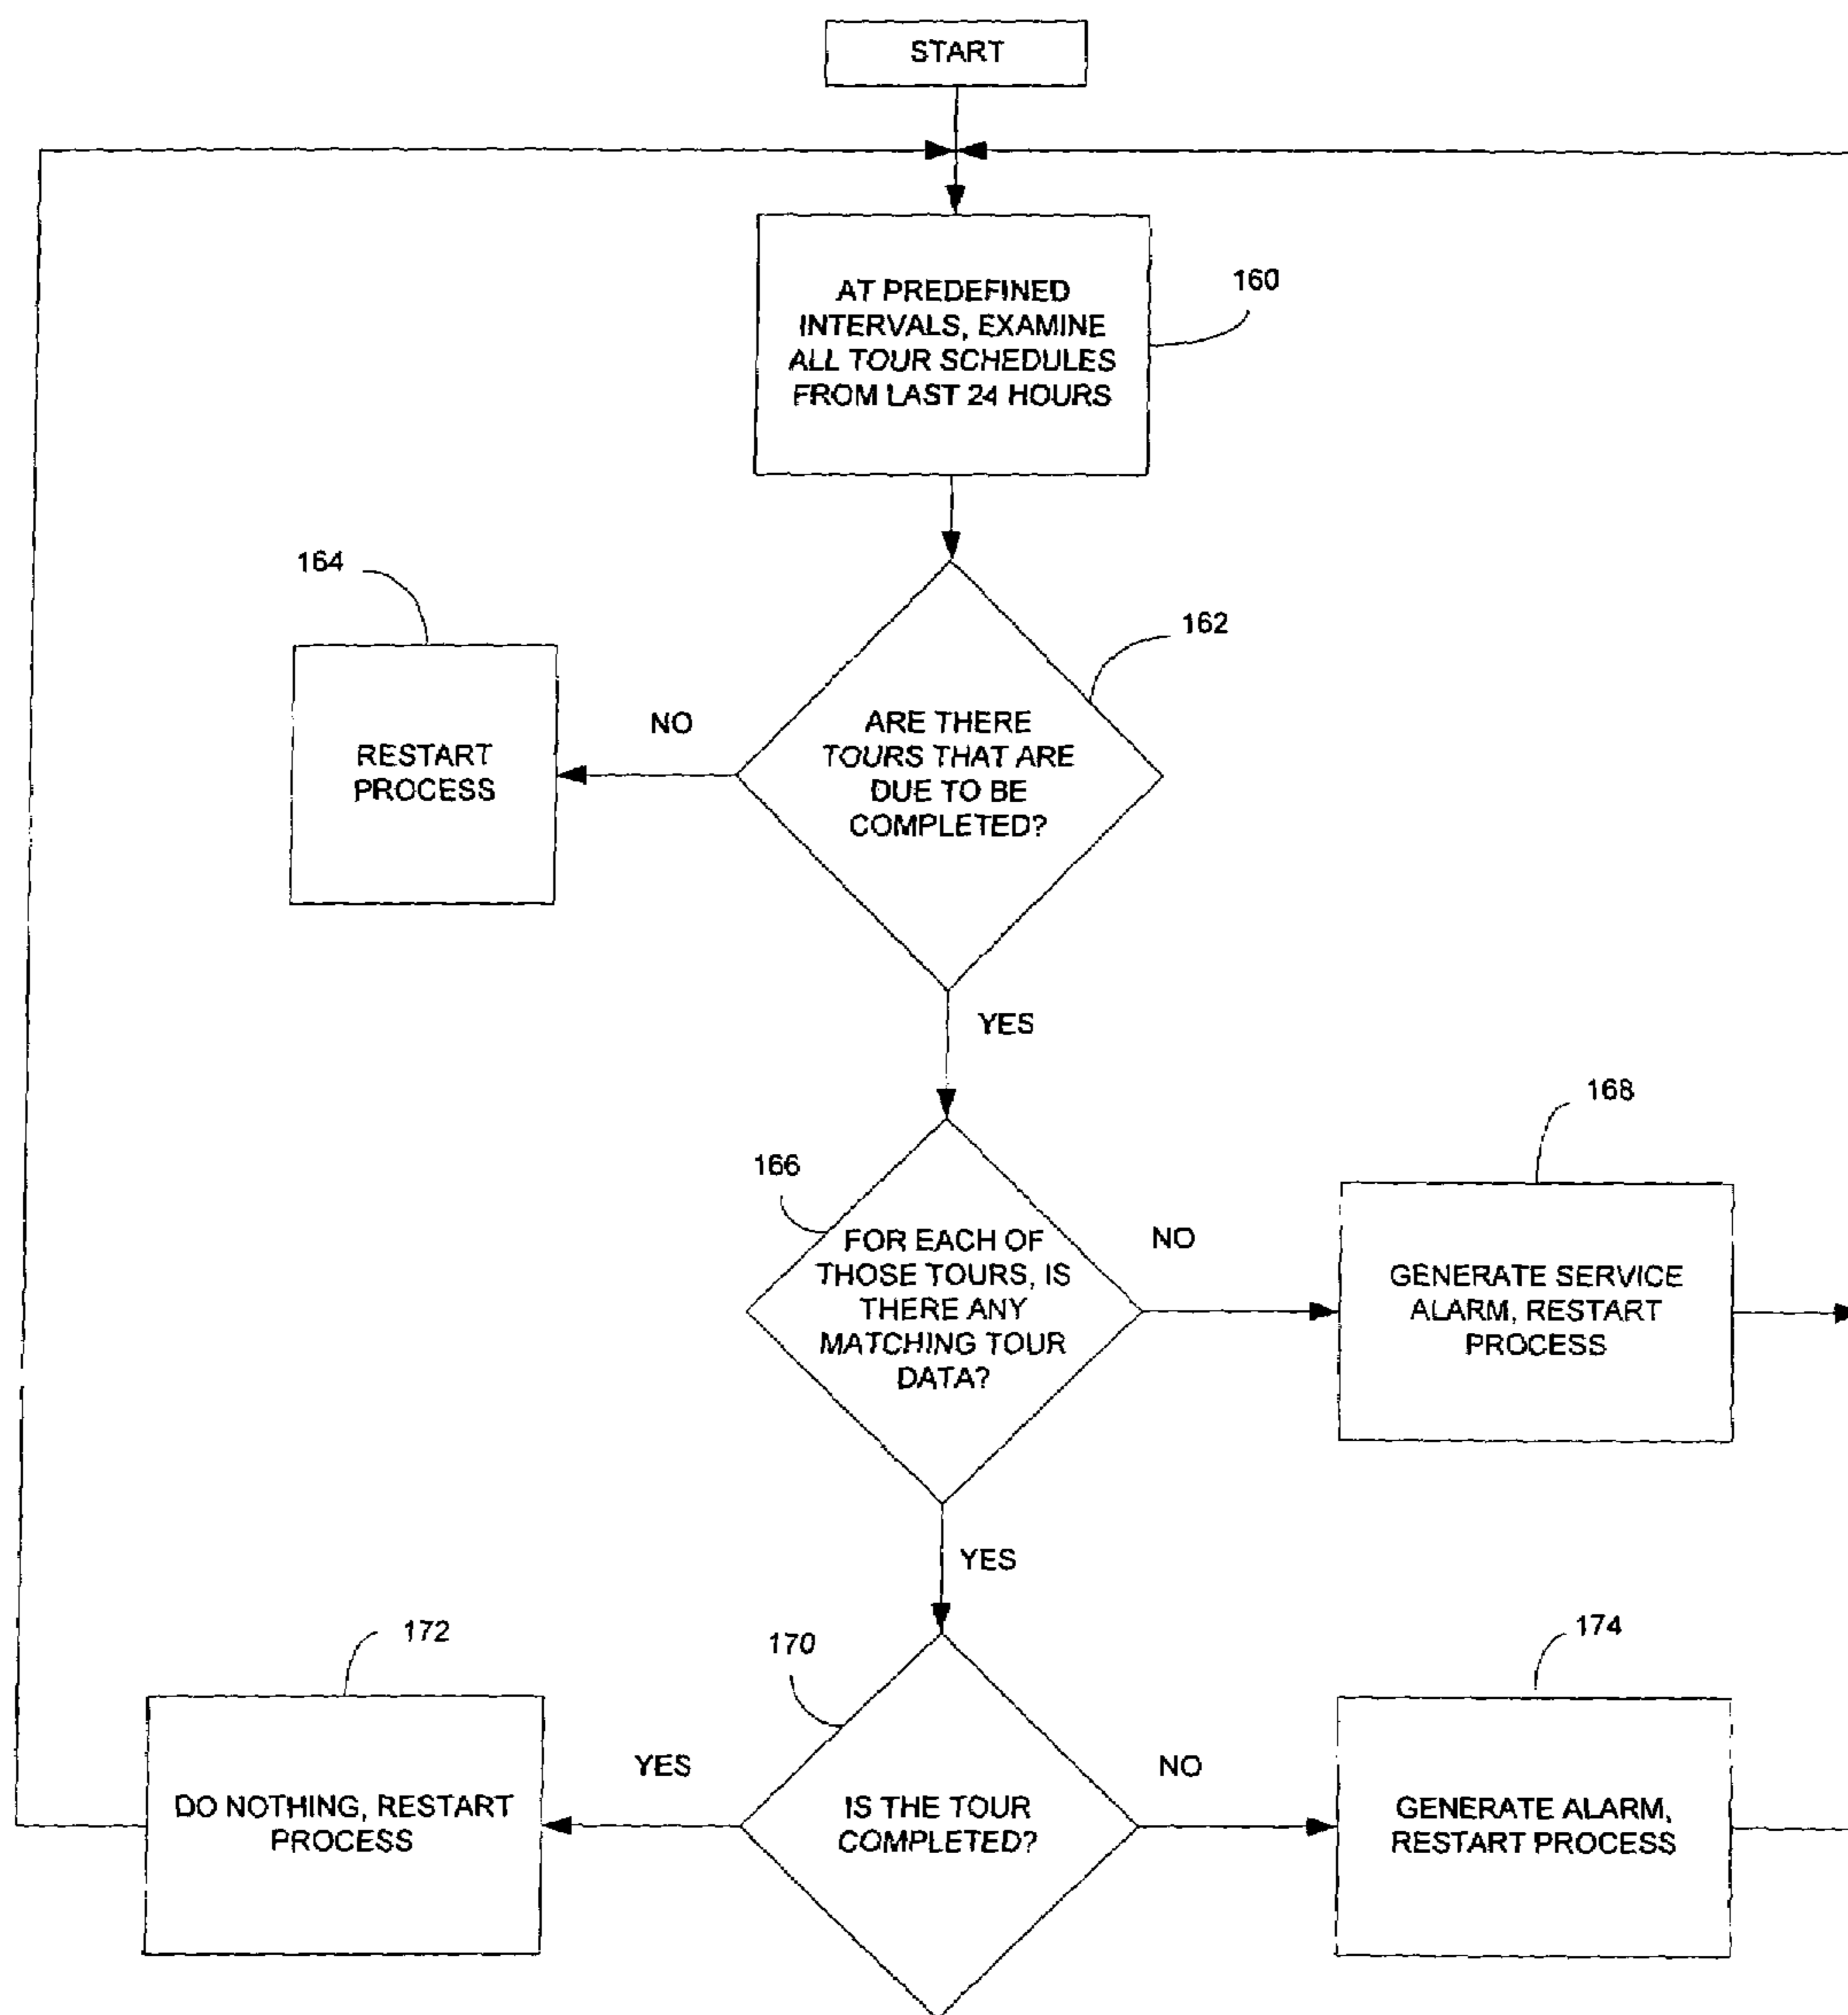 START
AT PREDEFINED
INTERVALS, EXAMINE
ALL TOUR SCHEDULES
FROM LAST 24 HOURS
160
164
162
RESTART
PROCESS
NO
ARE THERE
TOURS THAT ARE
DUE TO BE
COMPLETED?
YES
168
166
FOR EACH OF
THOSE TOURS, IS
THERE ANY
MATCHING TOUR
DATA?
NO
GENERATE SERVICE
ALARM, RESTART
PROCESS
YES
172
170
174
DO NOTHING, RESTART
PROCESS
YES
IS THE TOUR
COMPLETED?
NO
GENERATE ALARM,
RESTART PROCESS